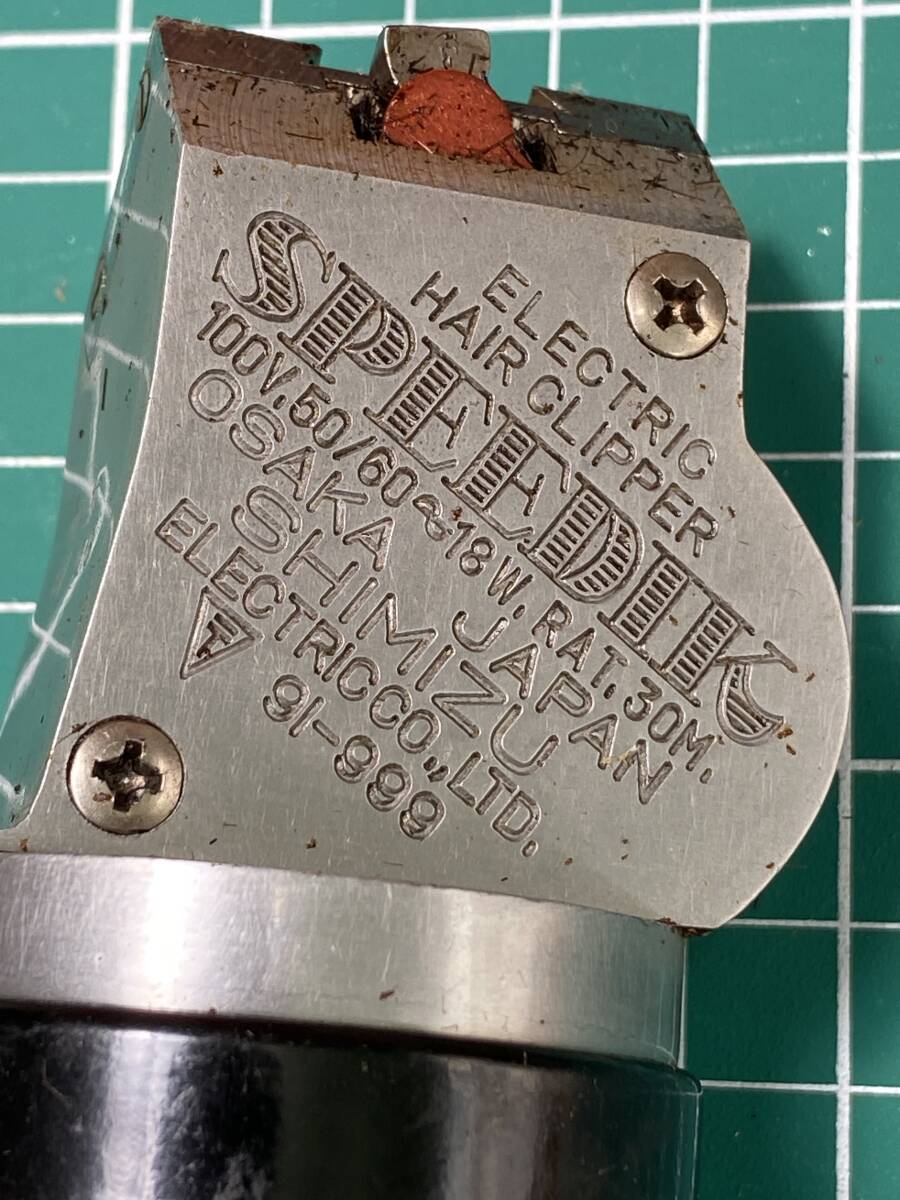 ELECTRIC
HAIR CLIPPER
SPEEDIK
100V. 50/60~18W. RAT. 30M.
OSAKA JAPAN
SHIMIZU
ELECTRIC CO., LTD.
T
91-999